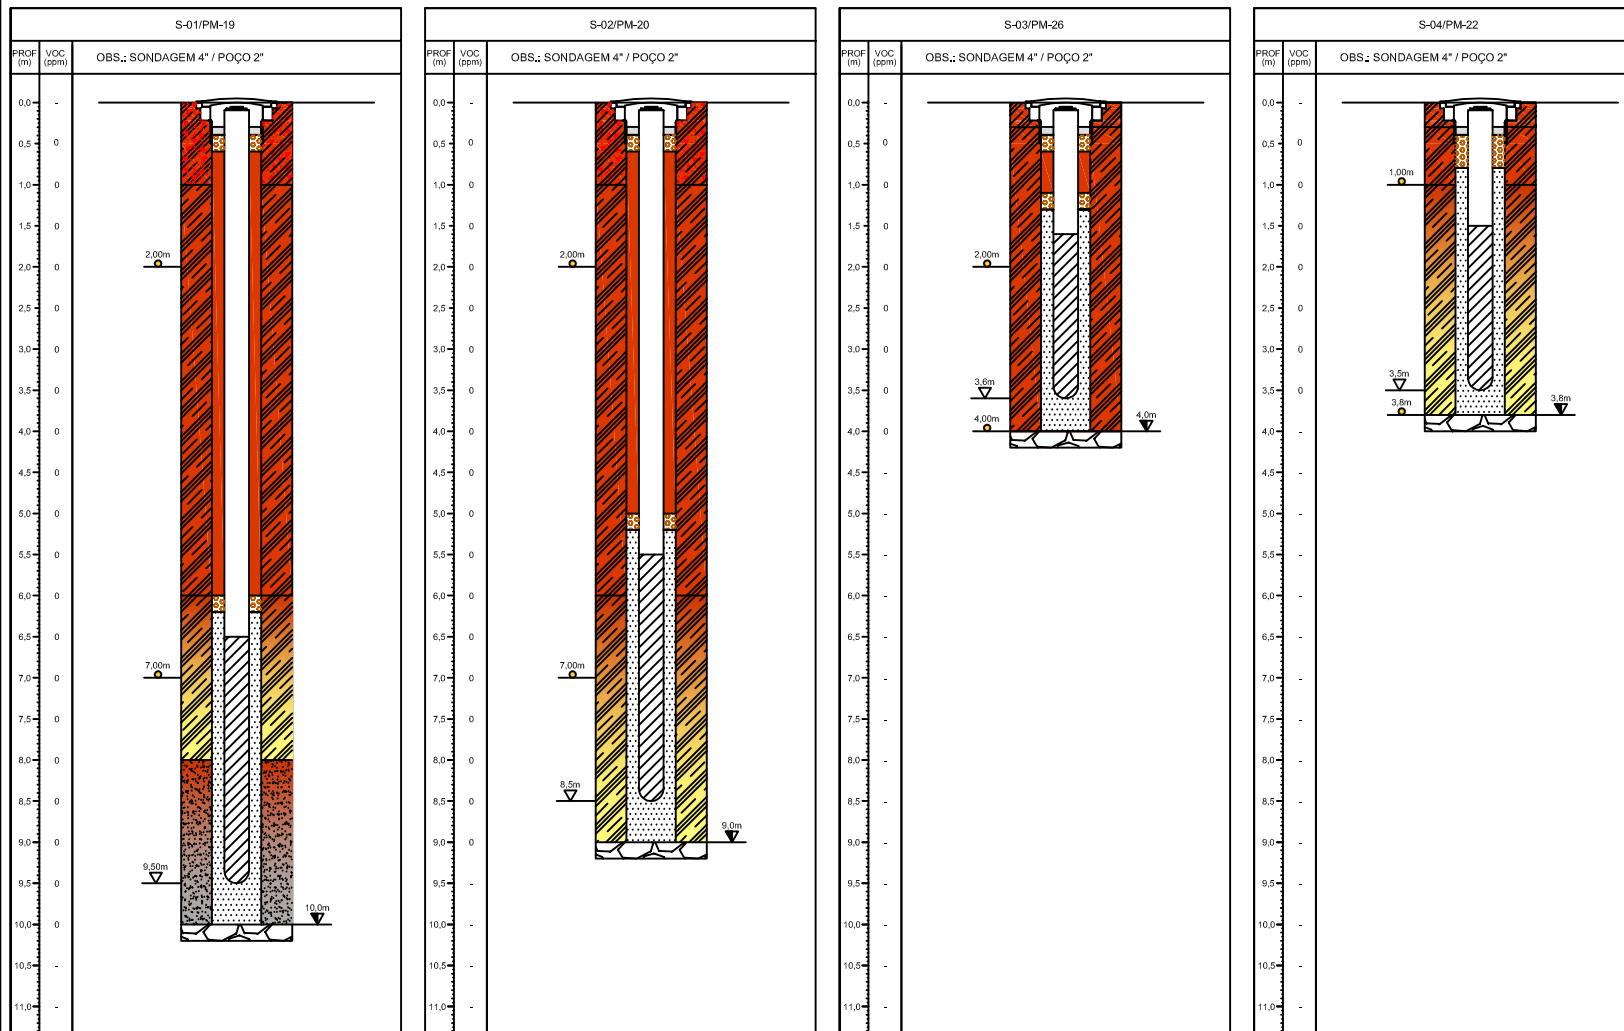 S-01/PM-19
PROF (m)
VOC (ppm)
OBS.: SONDAGEM 4" / POÇO 2"
0,0 -
0,5 0
1,0 0
1,5 0
2,00m
2,0 0
2,5 0
3,0 0
3,5 0
4,0 0
4,5 0
5,0 0
5,5 0
6,0 0
6,5 0
7,00m
7,0 0
7,5 0
8,0 0
8,5 0
9,0 0
9,50m
9,5 0
10,0m
10,0 0
10,5 -
11,0 -
S-02/PM-20
PROF (m)
VOC (ppm)
OBS.: SONDAGEM 4" / POÇO 2"
0,0 -
0,5 0
1,0 0
1,5 0
2,00m
2,0 0
2,5 0
3,0 0
3,5 0
4,0 0
4,5 0
5,0 0
5,5 0
6,0 0
6,5 0
7,00m
7,0 0
7,5 0
8,0 0
8,5m
8,5 0
9,0m
9,0 0
9,5 -
10,0 -
10,5 -
11,0 -
S-03/PM-26
PROF (m)
VOC (ppm)
OBS.: SONDAGEM 4" / POÇO 2"
0,0 -
0,5 0
1,0 0
1,5 0
2,00m
2,0 0
2,5 0
3,0 0
3,6m
3,5 0
4,00m
4,0m
4,0 0
4,5 -
5,0 -
5,5 -
6,0 -
6,5 -
7,0 -
7,5 -
8,0 -
8,5 -
9,0 -
9,5 -
10,0 -
10,5 -
11,0 -
S-04/PM-22
PROF (m)
VOC (ppm)
OBS.: SONDAGEM 4" / POÇO 2"
0,0 -
0,5 0
1,00m
1,0 0
1,5 0
2,0 0
2,5 0
3,0 0
3,5m
3,5 0
3,8m
3,8m
4,0 -
4,5 -
5,0 -
5,5 -
6,0 -
6,5 -
7,0 -
7,5 -
8,0 -
8,5 -
9,0 -
9,5 -
10,0 -
10,5 -
11,0 -